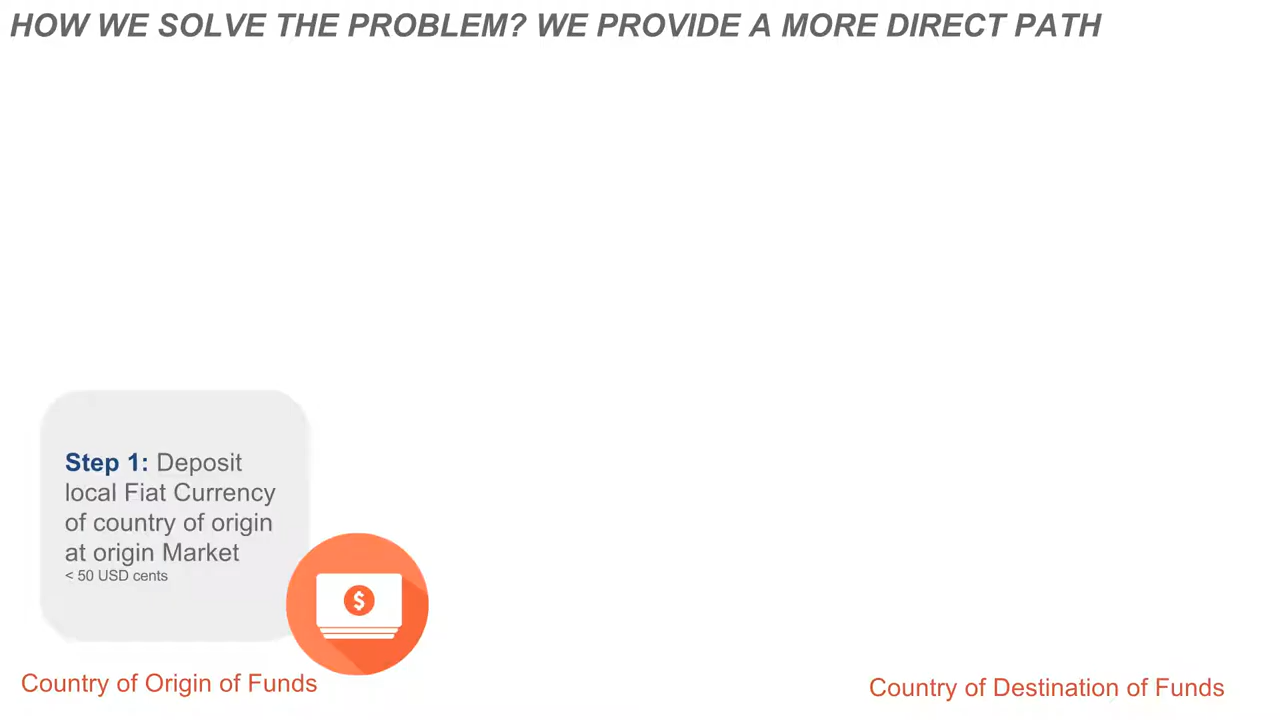 HOW WE SOLVE THE PROBLEM? WE PROVIDE A MORE DIRECT PATH
Step 1: Deposit
local Fiat Currency
of country of origin
at origin Market
< 50 USD cents
$
Country of Origin of Funds
Country of Destination of Funds